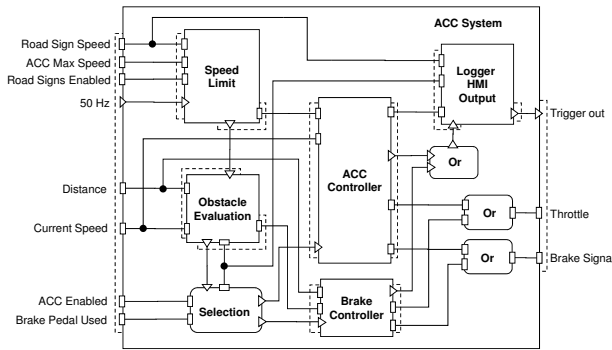 ACC System
Road Sign Speed
ACC Max Speed
Road Signs Enabled
50 Hz
Speed
Limit
Logger
HMI
Output
Trigger out
Or
ACC
Controller
Distance
Obstacle
Evaluation
Current Speed
Or
Throttle
Or
Brake Signa
ACC Enabled
Brake Pedal Used
Selection
Brake
Controller